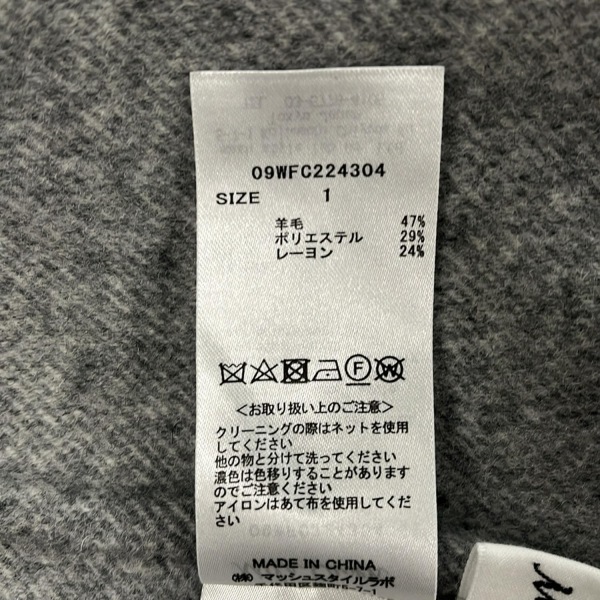 09WFC224304
SIZE 1
羊毛 47%
ポリエステル 29%
レーヨン 24%
F W
<お取り扱い上のご注意>
クリーニングの際はネットを使用
してください
他の物と分けて洗ってください
濃色は色移りすることがあります
のでご注意ください
アイロンはあて布を使用してくだ
さい
MADE IN CHINA
(株) マッシュスタイルラボ